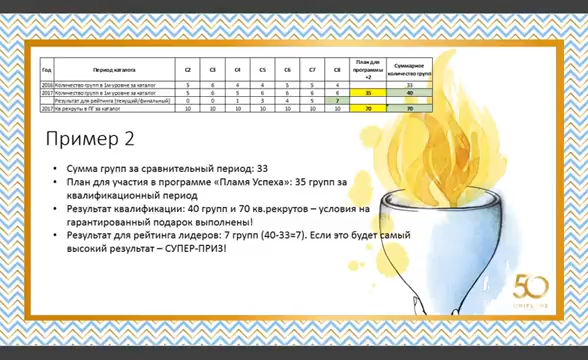 Год Период каталога C2 C3 C4 C5 C6 C7 C8 План для программы +2 Суммарное количество групп
2016 Количество групп в 1м уровне за каталог 5 6 4 4 5 5 4 33
2017 Количество групп в 1м уровне за каталог 5 6 5 6 6 6 6 35 40
Результат для рейтинга (текущий/финальный) 0 0 1 3 4 5 7
2017 Кв.рекруты в ПГ за каталог 10 10 10 10 10 10 10 70 70
Пример 2
• Сумма групп за сравнительный период: 33
• План для участия в программе «Пламя Успеха»: 35 групп за
квалификационный период
• Результат квалификации: 40 групп и 70 кв.рекрутов – условия на
гарантированный подарок выполнены!
• Результат для рейтинга лидеров: 7 групп (40-33=7). Если это будет самый
высокий результат – СУПЕР-ПРИЗ!
50
ORIFLAME